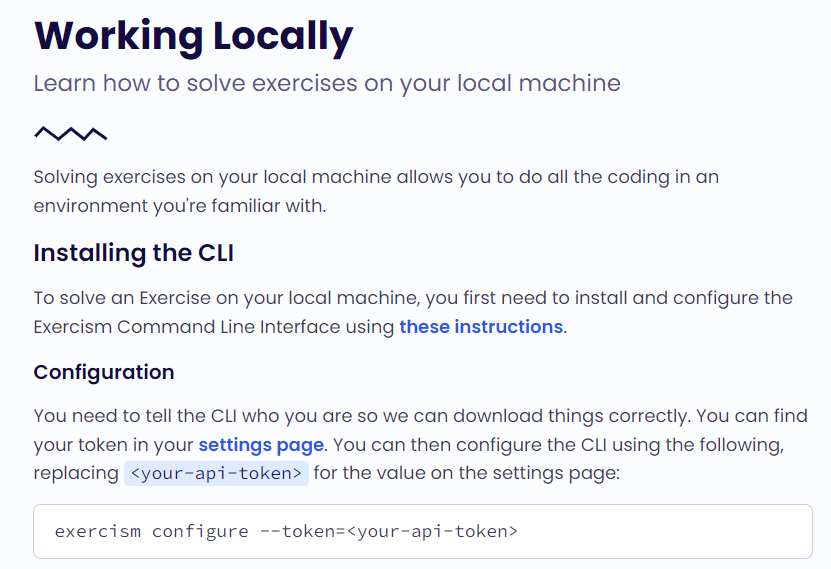 Working Locally
Learn how to solve exercises on your local machine
Solving exercises on your local machine allows you to do all the coding in an
environment you're familiar with.
Installing the CLI
To solve an Exercise on your local machine, you first need to install and configure the
Exercism Command Line Interface using these instructions.
Configuration
You need to tell the CLI who you are so we can download things correctly. You can find
your token in your settings page. You can then configure the CLI using the following,
replacing <your-api-token> for the value on the settings page:
exercism configure --token=<your-api-token>